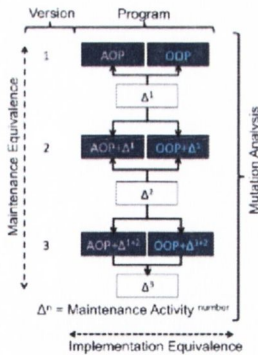 Version Program
1 AOP OOP
Δ¹
2 AOP+Δ¹ OOP+Δ¹
Δ²
3 AOP+Δ¹⁺² OOP+Δ¹⁺²
Δ³
Δⁿ = Maintenance Activity ⁿᵘᵐᵇᵉʳ
Implementation Equivalence
Maintenance Equivalence
Mutation Analysis